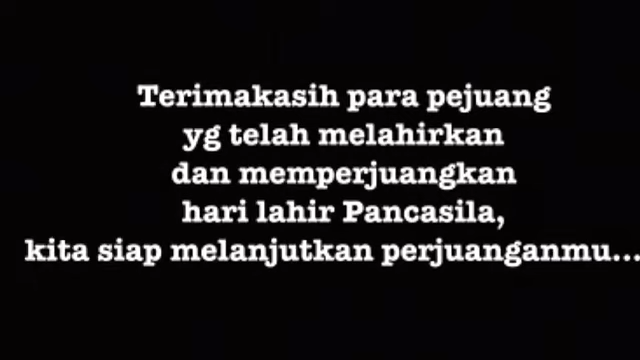 Terimakasih para pejuang
yg telah melahirkan
dan memperjuangkan
hari lahir Pancasila,
kita siap melanjutkan perjuanganmu...